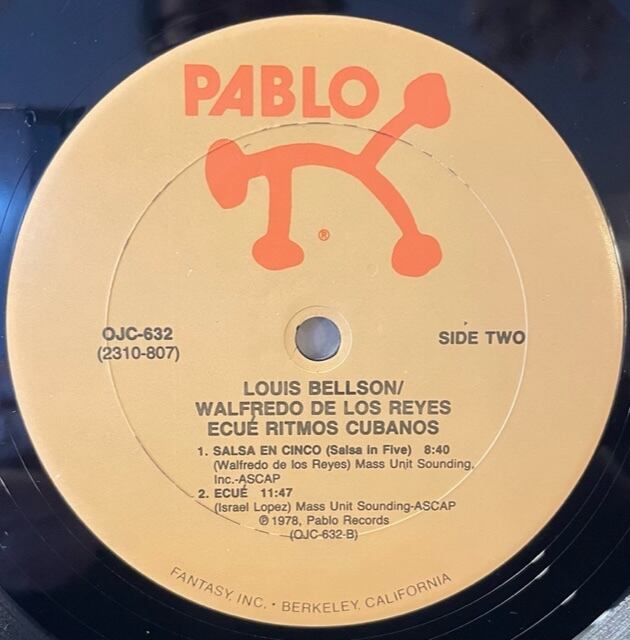 PABLO
®
OJC-632
(2310-807)
SIDE TWO
LOUIS BELLSON/
WALFREDO DE LOS REYES
ECUÉ RITMOS CUBANOS
1. SALSA EN CINCO (Salsa in Five) 8:40
(Walfredo de los Reyes) Mass Unit Sounding,
Inc.-ASCAP
2. ECUÉ 11:47
(Israel Lopez) Mass Unit Sounding-ASCAP
℗ 1978, Pablo Records
(OJC-632-B)
FANTASY, INC. • BERKELEY, CALIFORNIA